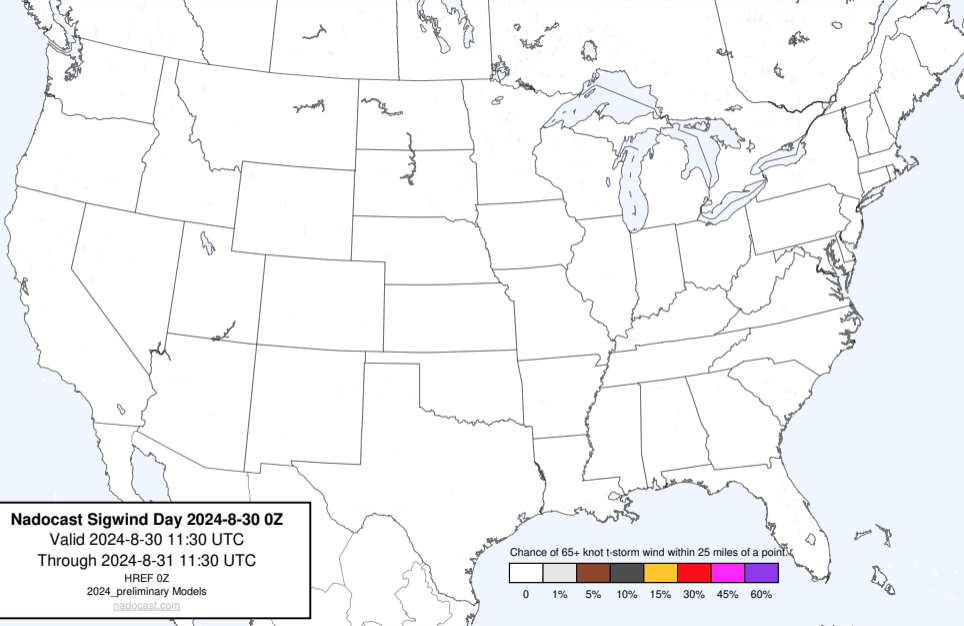 Nadocast Sigwind Day 2024-8-30 0Z
Valid 2024-8-30 11:30 UTC
Through 2024-8-31 11:30 UTC
HREF 0Z
2024_preliminary Models
nadocast.com
Chance of 65+ knot t-storm wind within 25 miles of a point.
0 1% 5% 10% 15% 30% 45% 60%